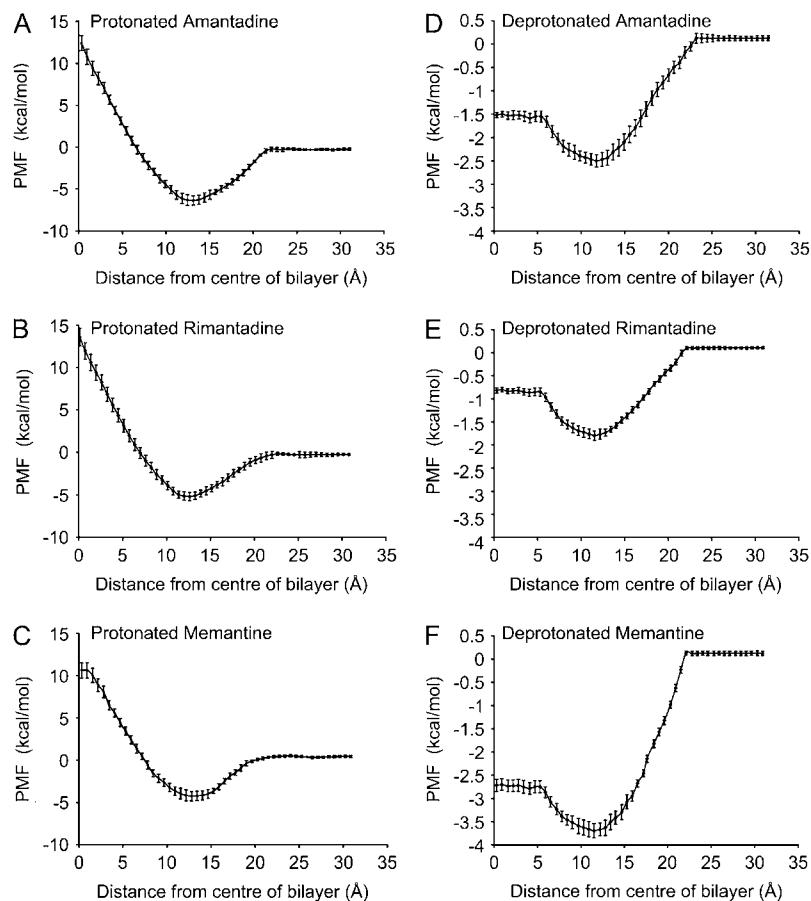 A Protonated Amantadine
PMF (kcal/mol)
15
10
5
0
-5
-10
0 5 10 15 20 25 30 35
Distance from centre of bilayer (Å)
D Deprotonated Amantadine
PMF (kcal/mol)
0.5
0
-0.5
-1
-1.5
-2
-2.5
-3
-3.5
-4
0 5 10 15 20 25 30 35
Distance from centre of bilayer (Å)
B Protonated Rimantadine
PMF (kcal/mol)
15
10
5
0
-5
-10
0 5 10 15 20 25 30 35
Distance from centre of bilayer (Å)
E Deprotonated Rimantadine
PMF (kcal/mol)
0.5
0
-0.5
-1
-1.5
-2
-2.5
-3
-3.5
-4
0 5 10 15 20 25 30 35
Distance from centre of bilayer (Å)
C Protonated Memantine
PMF (kcal/mol)
15
10
5
0
-5
-10
0 5 10 15 20 25 30 35
Distance from centre of bilayer (Å)
F Deprotonated Memantine
PMF (kcal/mol)
0.5
0
-0.5
-1
-1.5
-2
-2.5
-3
-3.5
-4
0 5 10 15 20 25 30 35
Distance from centre of bilayer (Å)